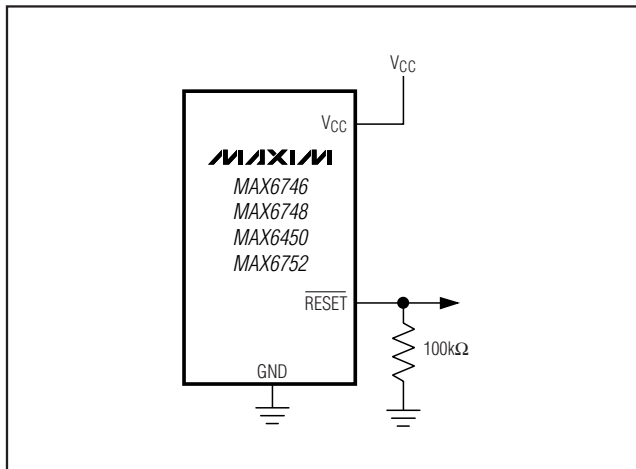 VCC
VCC
MAXIM
MAX6746
MAX6748
MAX6450
MAX6752
RESET
100kΩ
GND